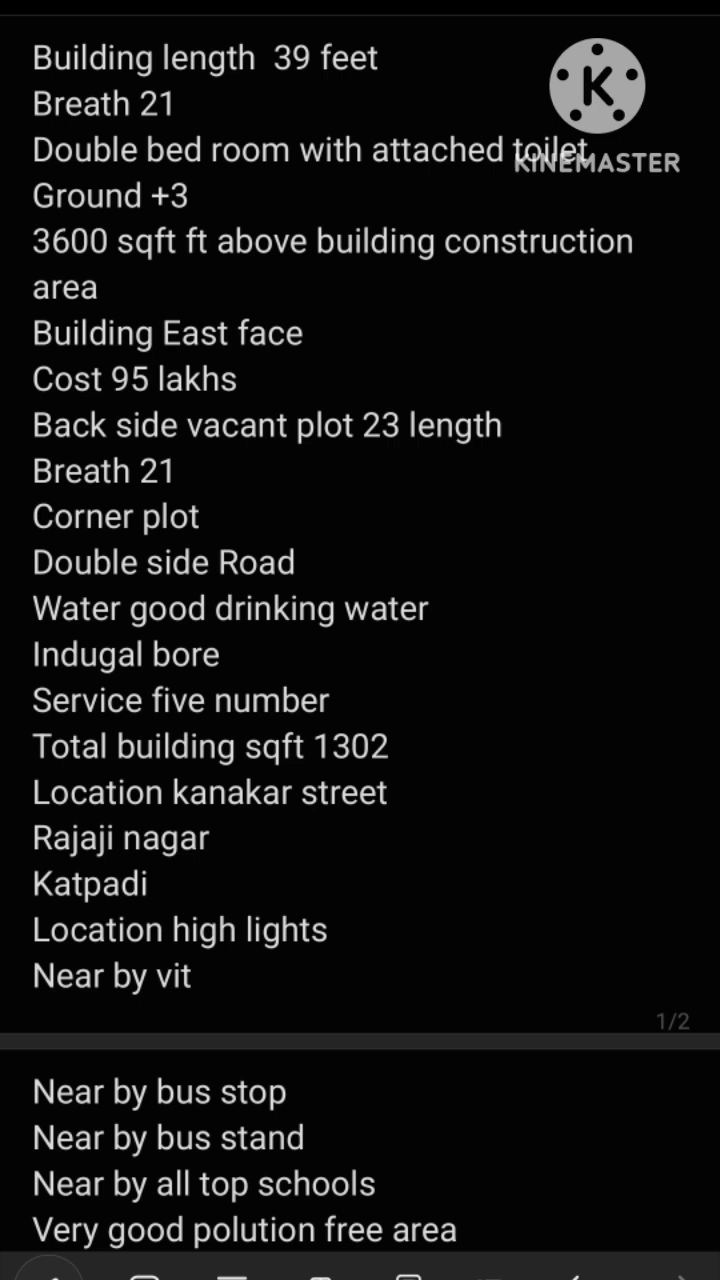 Building length  39 feet
Breath 21
Double bed room with attached toilet
KINEMASTER
Ground +3
3600 sqft ft above building construction
area
Building East face
Cost 95 lakhs
Back side vacant plot 23 length
Breath 21
Corner plot
Double side Road
Water good drinking water
Indugal bore
Service five number
Total building sqft 1302
Location kanakar street
Rajaji nagar
Katpadi
Location high lights
Near by vit
1/2
Near by bus stop
Near by bus stand
Near by all top schools
Very good polution free area